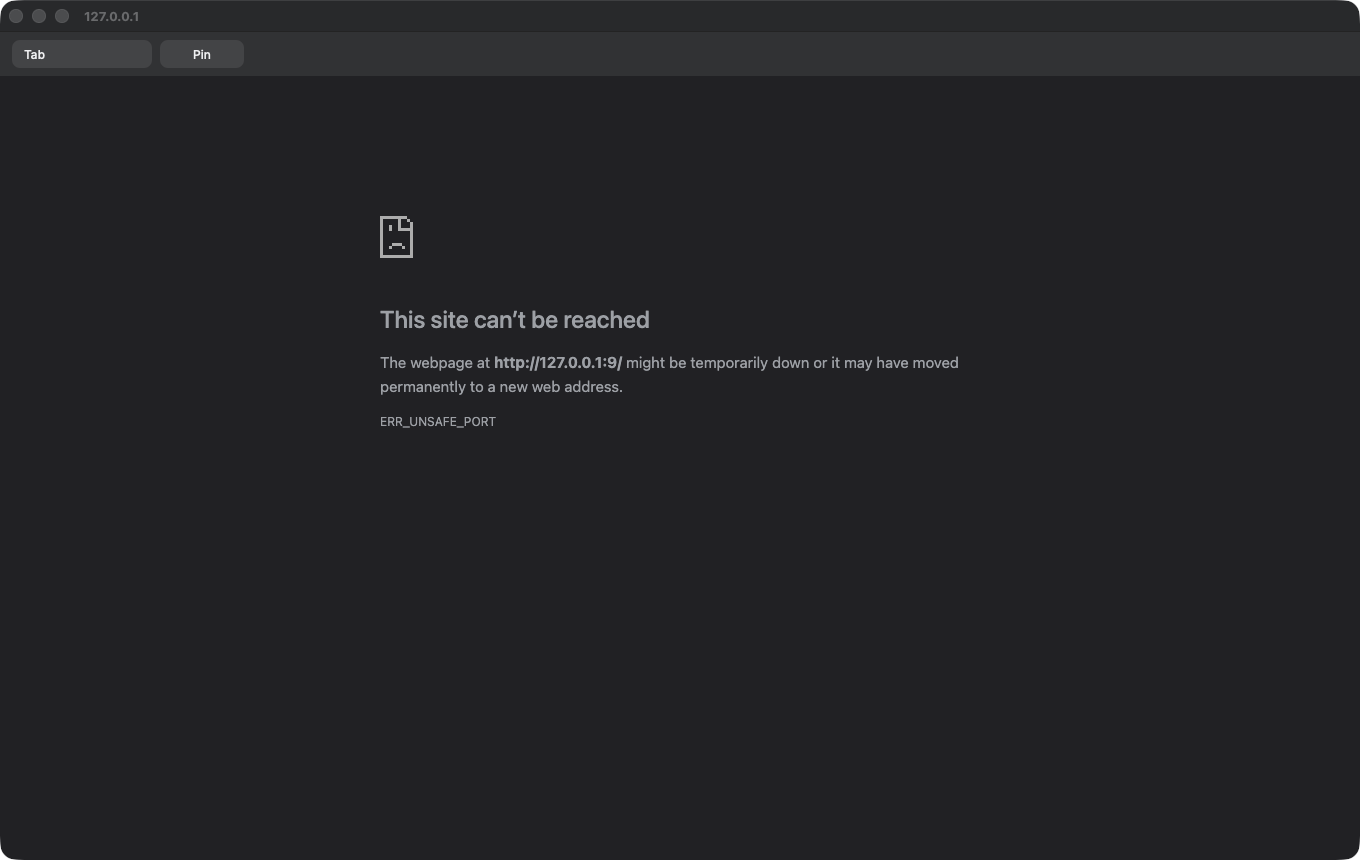 127.0.0.1
Tab
Pin
This site can’t be reached
The webpage at http://127.0.0.1:9/ might be temporarily down or it may have moved
permanently to a new web address.
ERR_UNSAFE_PORT